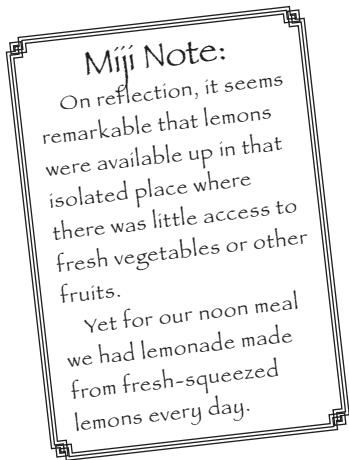 Miji Note:
On reflection, it seems
remarkable that lemons
were available up in that
isolated place where
there was little access to
fresh vegetables or other
fruits.
Yet for our noon meal
we had lemonade made
from fresh-squeezed
lemons every day.